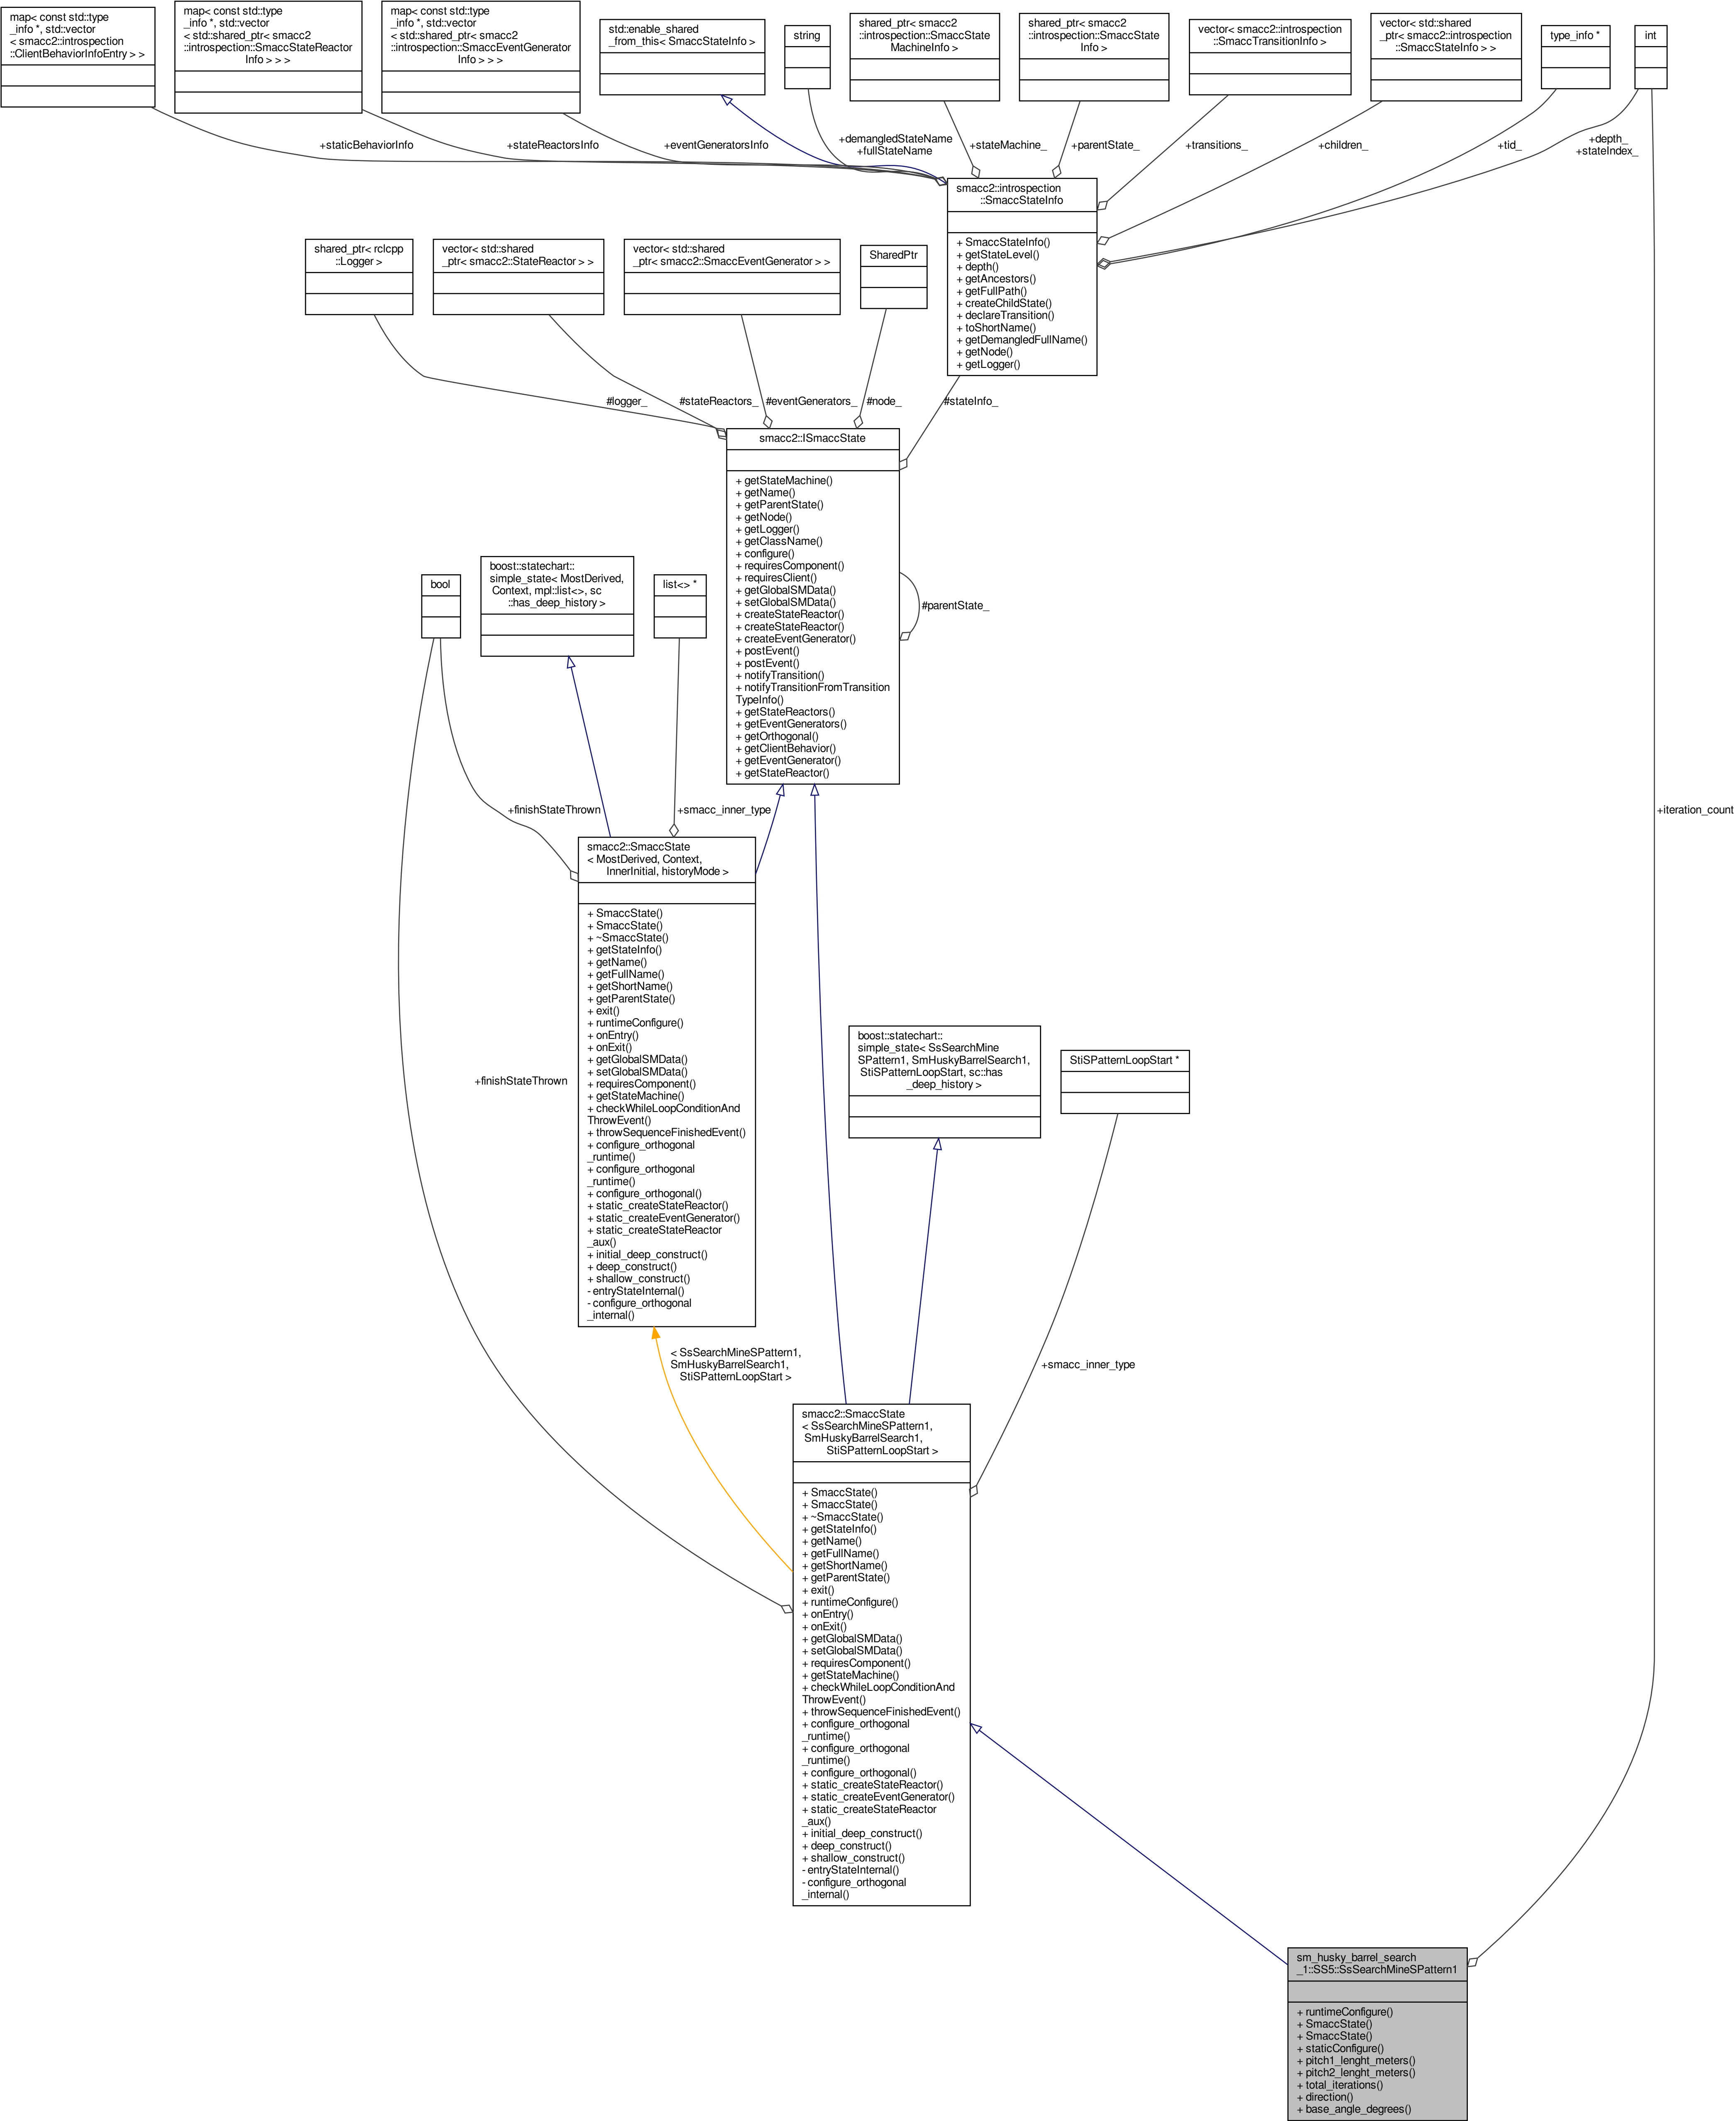 map< const std::type
_info *, std::vector
< smacc2::introspection
::ClientBehaviorInfoEntry > >
map< const std::type
_info *, std::vector
< std::shared_ptr< smacc2
::introspection::SmaccStateReactor
Info > > >
map< const std::type
_info *, std::vector
< std::shared_ptr< smacc2
::introspection::SmaccEventGenerator
Info > > >
std::enable_shared
_from_this< SmaccStateInfo >
string
shared_ptr< smacc2
::introspection::SmaccState
MachineInfo >
shared_ptr< smacc2
::introspection::SmaccState
Info >
vector< smacc2::introspection
::SmaccTransitionInfo >
vector< std::shared
_ptr< smacc2::introspection
::SmaccStateInfo > >
type_info *
int
+staticBehaviorInfo
+stateReactorsInfo
+eventGeneratorsInfo
+demangledStateName
+fullStateName
+stateMachine_
+parentState_
+transitions_
+children_
+tid_
+depth_
+stateIndex_
smacc2::introspection
::SmaccStateInfo
+ SmaccStateInfo()
+ getStateLevel()
+ depth()
+ getAncestors()
+ getFullPath()
+ createChildState()
+ declareTransition()
+ toShortName()
+ getDemangledFullName()
+ getNode()
+ getLogger()
shared_ptr< rclcpp
::Logger >
vector< std::shared
_ptr< smacc2::StateReactor > >
vector< std::shared
_ptr< smacc2::SmaccEventGenerator > >
SharedPtr
#logger_
#stateReactors_
#eventGenerators_
#node_
#stateInfo_
smacc2::ISmaccState
+ getStateMachine()
+ getName()
+ getParentState()
+ getNode()
+ getLogger()
+ getClassName()
+ configure()
+ requiresComponent()
+ requiresClient()
+ getGlobalSMData()
+ setGlobalSMData()
+ createStateReactor()
+ createStateReactor()
+ createEventGenerator()
+ postEvent()
+ postEvent()
+ notifyTransition()
+ notifyTransitionFromTransition
TypeInfo()
+ getStateReactors()
+ getEventGenerators()
+ getOrthogonal()
+ getClientBehavior()
+ getEventGenerator()
+ getStateReactor()
#parentState_
bool
boost::statechart::
simple_state< MostDerived,
Context, mpl::list<>, sc
::has_deep_history >
list<> *
+finishStateThrown
+smacc_inner_type
+iteration_count
smacc2::SmaccState
< MostDerived, Context,
InnerInitial, historyMode >
+ SmaccState()
+ SmaccState()
+ ~SmaccState()
+ getStateInfo()
+ getName()
+ getFullName()
+ getShortName()
+ getParentState()
+ exit()
+ runtimeConfigure()
+ onEntry()
+ onExit()
+ getGlobalSMData()
+ setGlobalSMData()
+ requiresComponent()
+ getStateMachine()
+ checkWhileLoopConditionAnd
ThrowEvent()
+ throwSequenceFinishedEvent()
+ configure_orthogonal
_runtime()
+ configure_orthogonal
_runtime()
+ configure_orthogonal()
+ static_createStateReactor()
+ static_createEventGenerator()
+ static_createStateReactor
_aux()
+ initial_deep_construct()
+ deep_construct()
+ shallow_construct()
- entryStateInternal()
- configure_orthogonal
_internal()
+finishStateThrown
boost::statechart::
simple_state< SsSearchMine
SPattern1, SmHuskyBarrelSearch1,
StiSPatternLoopStart, sc::has
_deep_history >
StiSPatternLoopStart *
< SsSearchMineSPattern1,
SmHuskyBarrelSearch1,
StiSPatternLoopStart >
+smacc_inner_type
smacc2::SmaccState
< SsSearchMineSPattern1,
SmHuskyBarrelSearch1,
StiSPatternLoopStart >
+ SmaccState()
+ SmaccState()
+ ~SmaccState()
+ getStateInfo()
+ getName()
+ getFullName()
+ getShortName()
+ getParentState()
+ exit()
+ runtimeConfigure()
+ onEntry()
+ onExit()
+ getGlobalSMData()
+ setGlobalSMData()
+ requiresComponent()
+ getStateMachine()
+ checkWhileLoopConditionAnd
ThrowEvent()
+ throwSequenceFinishedEvent()
+ configure_orthogonal
_runtime()
+ configure_orthogonal
_runtime()
+ configure_orthogonal()
+ static_createStateReactor()
+ static_createEventGenerator()
+ static_createStateReactor
_aux()
+ initial_deep_construct()
+ deep_construct()
+ shallow_construct()
- entryStateInternal()
- configure_orthogonal
_internal()
sm_husky_barrel_search
_1::SS5::SsSearchMineSPattern1
+ runtimeConfigure()
+ SmaccState()
+ SmaccState()
+ staticConfigure()
+ pitch1_lenght_meters()
+ pitch2_lenght_meters()
+ total_iterations()
+ direction()
+ base_angle_degrees()